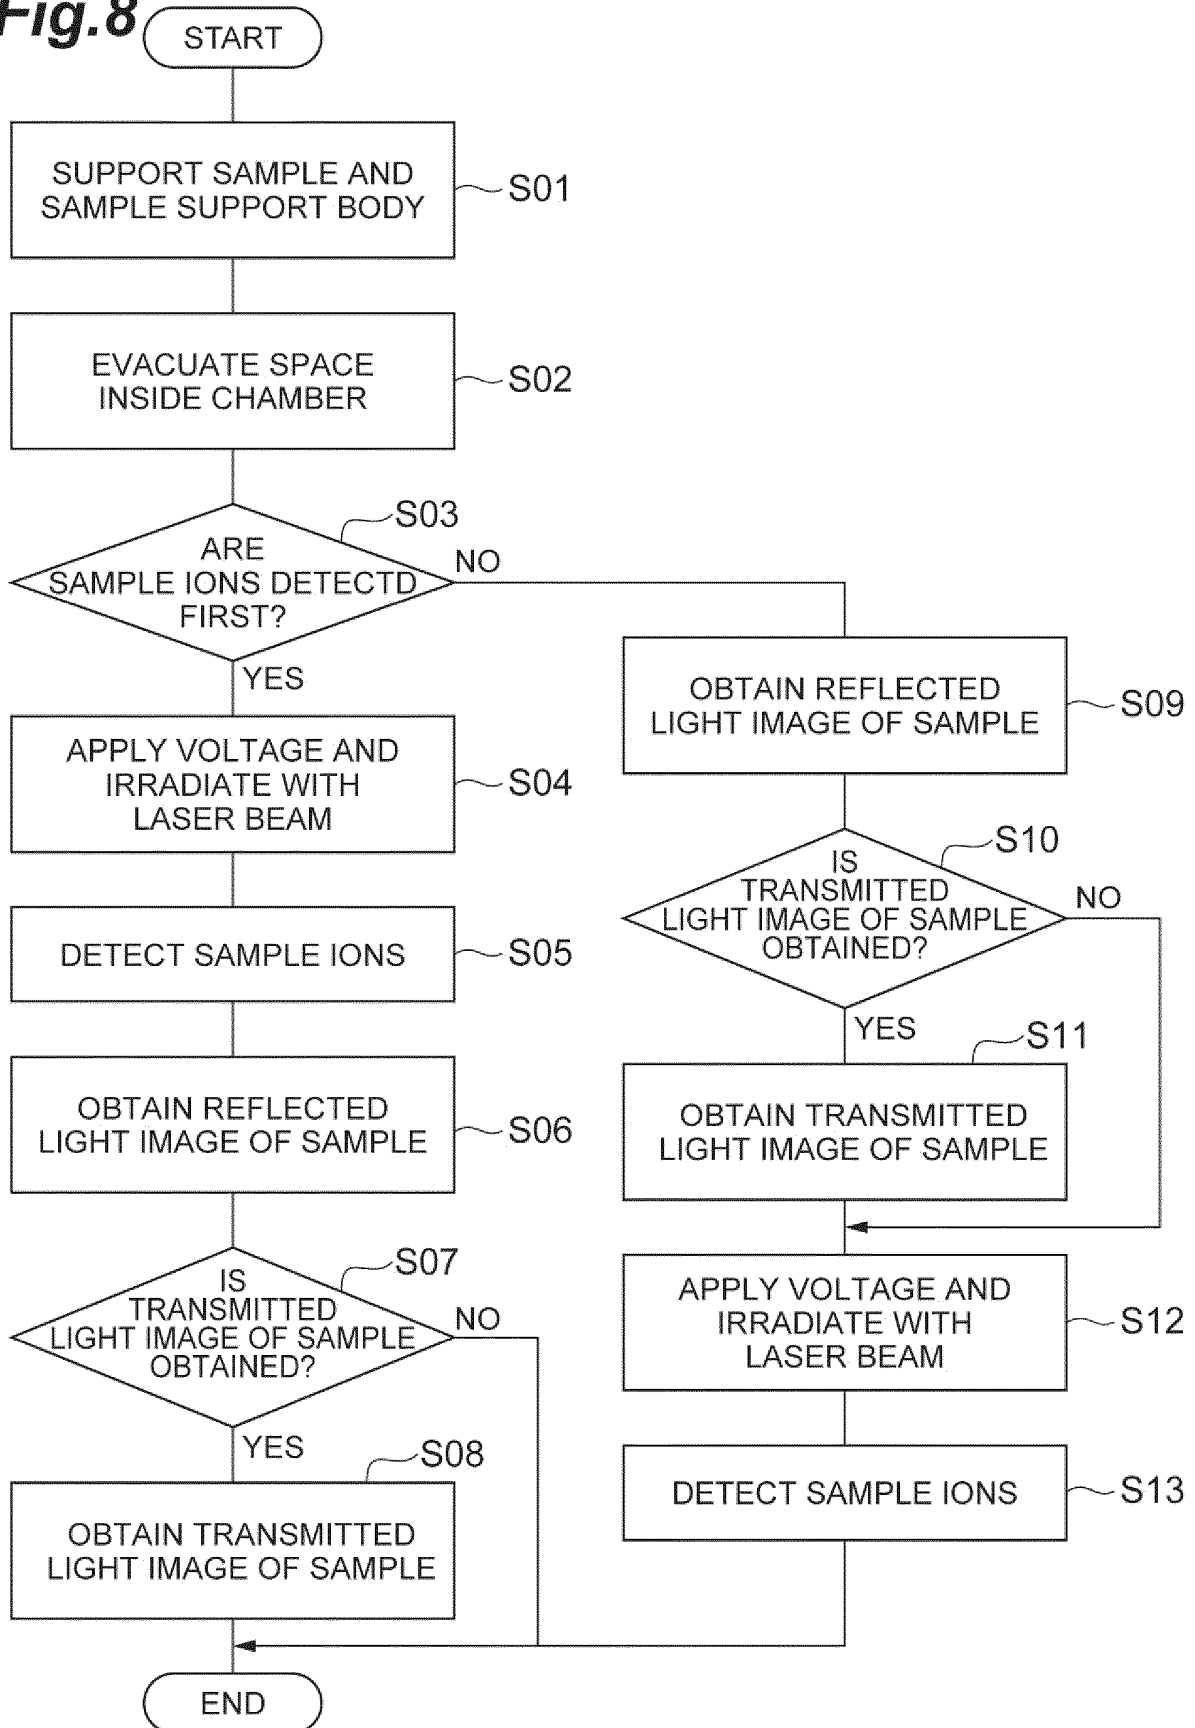 Fig.8
START
SUPPORT SAMPLE AND
SAMPLE SUPPORT BODY
S01
EVACUATE SPACE
INSIDE CHAMBER
S02
S03
ARE
SAMPLE IONS DETECTD
FIRST?
NO
YES
APPLY VOLTAGE AND
IRRADIATE WITH
LASER BEAM
S04
DETECT SAMPLE IONS
S05
OBTAIN REFLECTED
LIGHT IMAGE OF SAMPLE
S06
S07
IS
TRANSMITTED
LIGHT IMAGE OF SAMPLE
OBTAINED?
NO
YES
S08
OBTAIN TRANSMITTED
LIGHT IMAGE OF SAMPLE
OBTAIN REFLECTED
LIGHT IMAGE OF SAMPLE
S09
S10
IS
TRANSMITTED
LIGHT IMAGE OF SAMPLE
OBTAINED?
NO
YES
S11
OBTAIN TRANSMITTED
LIGHT IMAGE OF SAMPLE
APPLY VOLTAGE AND
IRRADIATE WITH
LASER BEAM
S12
DETECT SAMPLE IONS
S13
END